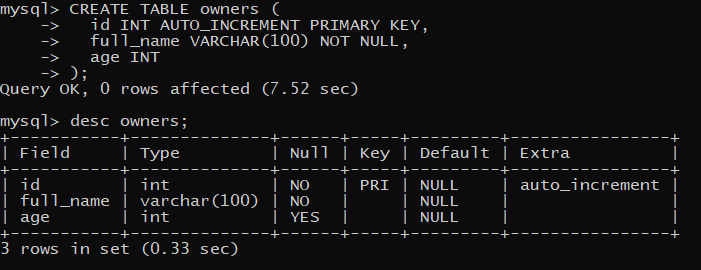 mysql> CREATE TABLE owners (
    ->   id INT AUTO_INCREMENT PRIMARY KEY,
    ->   full_name VARCHAR(100) NOT NULL,
    ->   age INT
    -> );
Query OK, 0 rows affected (7.52 sec)

mysql> desc owners;
+-----------+--------------+------+-----+---------+----------------+
| Field     | Type         | Null | Key | Default | Extra          |
+-----------+--------------+------+-----+---------+----------------+
| id        | int          | NO   | PRI | NULL    | auto_increment |
| full_name | varchar(100) | NO   |     | NULL    |                |
| age       | int          | YES  |     | NULL    |                |
+-----------+--------------+------+-----+---------+----------------+
3 rows in set (0.33 sec)